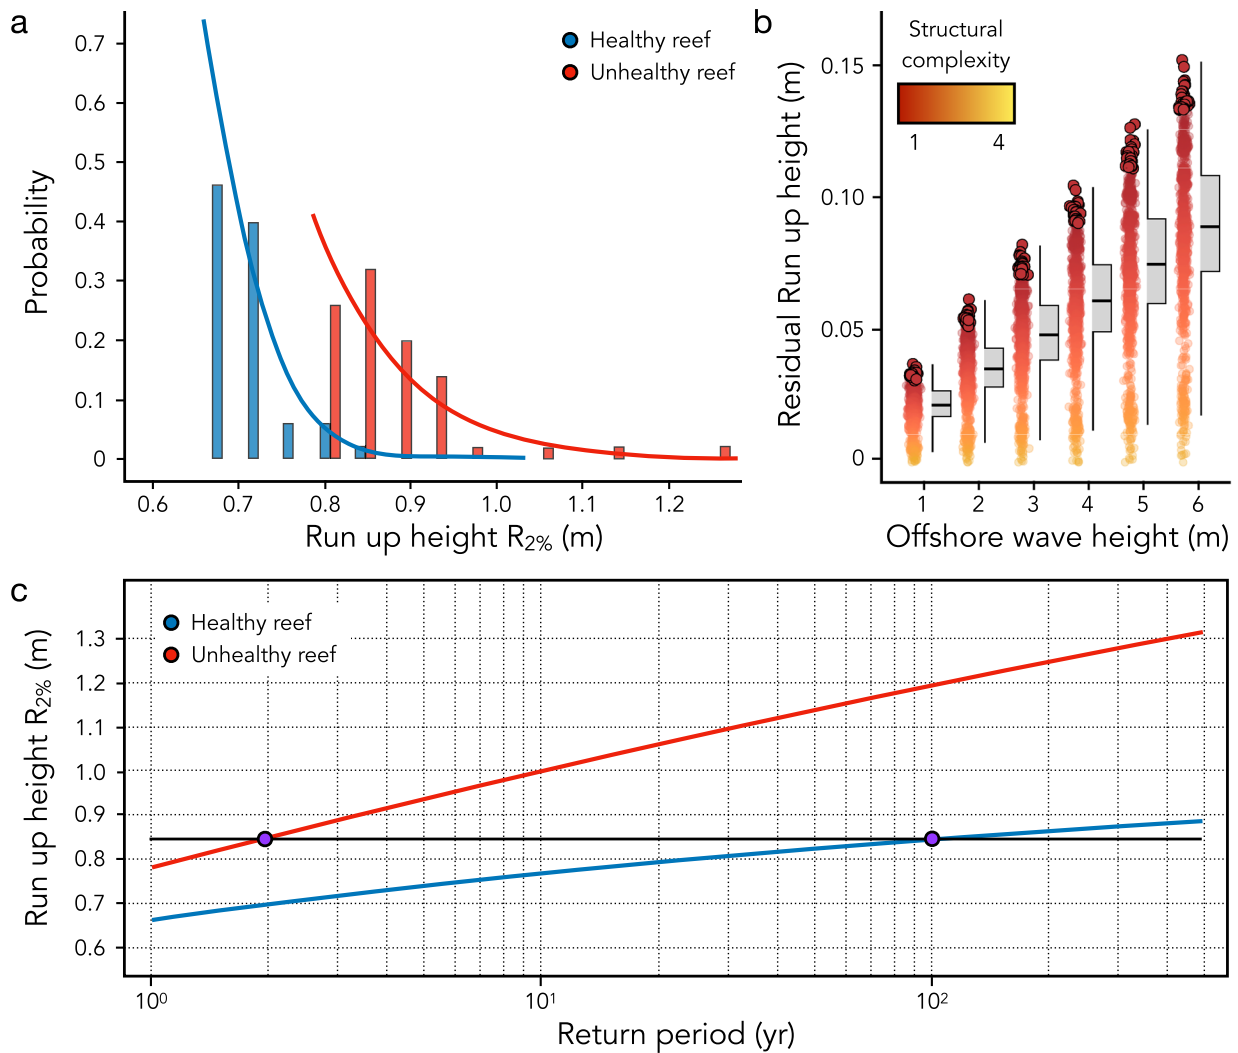 a
Healthy reef
Unhealthy reef
Probability
0.7
0.6
0.5
0.4
0.3
0.2
0.1
0
0.6 0.7 0.8 0.9 1.0 1.1 1.2
Run up height R2% (m)
b
Structural
complexity
1 4
Residual Run up height (m)
0.15
0.10
0.05
0
1 2 3 4 5 6
Offshore wave height (m)
c
Healthy reef
Unhealthy reef
Run up height R2% (m)
1.3
1.2
1.1
1.0
0.9
0.8
0.7
0.6
10⁰ 10¹ 10²
Return period (yr)